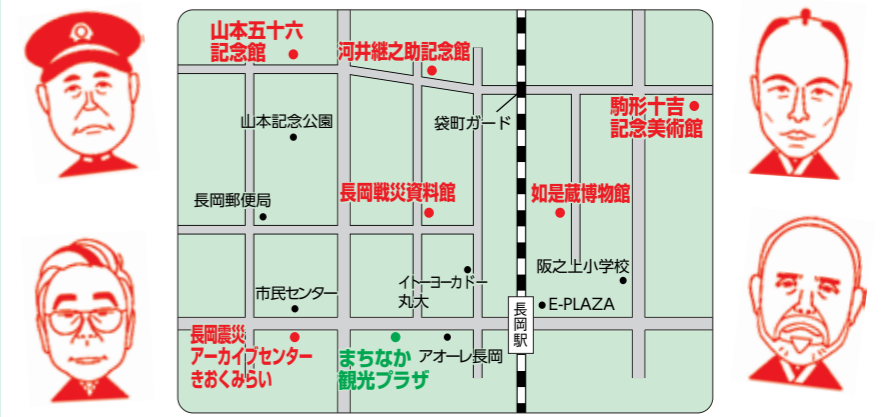 山本五十六
記念館
河井継之助記念館
駒形十吉
記念美術館
山本記念公園
袋町ガード
長岡戦災資料館
如是蔵博物館
長岡郵便局
阪之上小学校
イトーヨーカドー
丸大
市民センター
E-PLAZA
長岡駅
長岡震災
アーカイブセンター
きおくみらい
まちなか
観光プラザ
アオーレ長岡